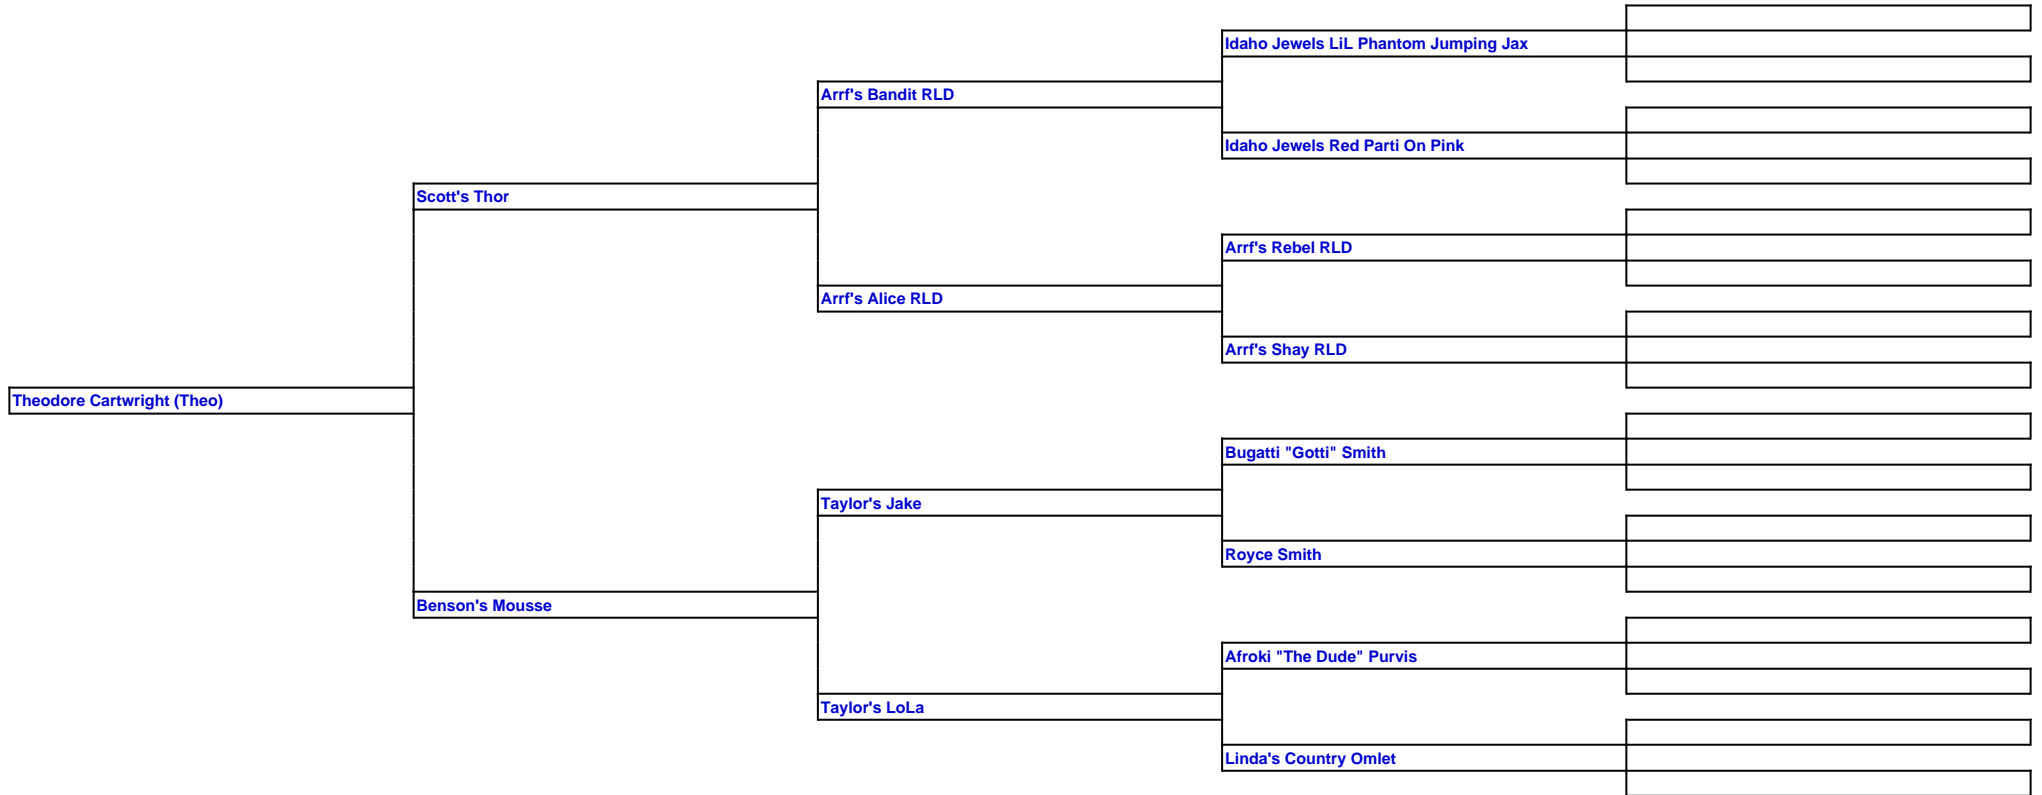 Idaho Jewels LiL Phantom Jumping Jax
Arrf's Bandit RLD
Idaho Jewels Red Parti On Pink
Scott's Thor
Arrf's Rebel RLD
Arrf's Alice RLD
Arrf's Shay RLD
Theodore Cartwright (Theo)
Bugatti "Gotti" Smith
Taylor's Jake
Royce Smith
Benson's Mousse
Afroki "The Dude" Purvis
Taylor's LoLa
Linda's Country Omlet